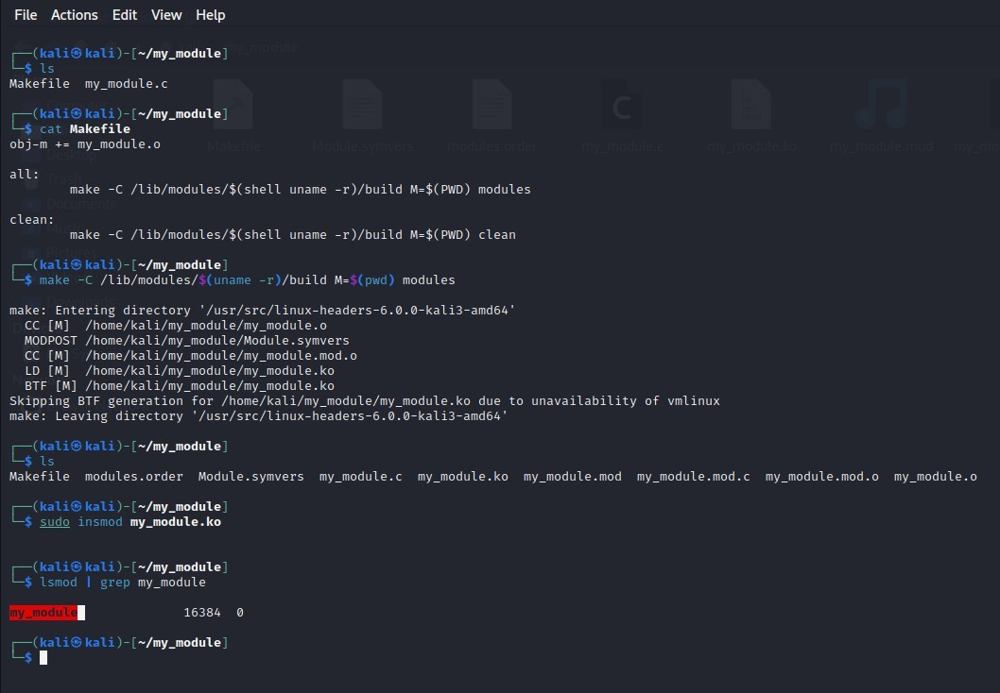 File Actions Edit View Help
┌──(kali㉿kali)-[~/my_module]
└─$ ls
Makefile  my_module.c
┌──(kali㉿kali)-[~/my_module]
└─$ cat Makefile
obj-m += my_module.o
all:
        make -C /lib/modules/$(shell uname -r)/build M=$(PWD) modules
clean:
        make -C /lib/modules/$(shell uname -r)/build M=$(PWD) clean
┌──(kali㉿kali)-[~/my_module]
└─$ make -C /lib/modules/$(uname -r)/build M=$(pwd) modules
make: Entering directory '/usr/src/linux-headers-6.0.0-kali3-amd64'
  CC [M]  /home/kali/my_module/my_module.o
  MODPOST /home/kali/my_module/Module.symvers
  CC [M]  /home/kali/my_module/my_module.mod.o
  LD [M]  /home/kali/my_module/my_module.ko
  BTF [M] /home/kali/my_module/my_module.ko
Skipping BTF generation for /home/kali/my_module/my_module.ko due to unavailability of vmlinux
make: Leaving directory '/usr/src/linux-headers-6.0.0-kali3-amd64'
┌──(kali㉿kali)-[~/my_module]
└─$ ls
Makefile  modules.order  Module.symvers  my_module.c  my_module.ko  my_module.mod  my_module.mod.c  my_module.mod.o  my_module.o
┌──(kali㉿kali)-[~/my_module]
└─$ sudo insmod my_module.ko
┌──(kali㉿kali)-[~/my_module]
└─$ lsmod | grep my_module
my_module             16384  0
┌──(kali㉿kali)-[~/my_module]
└─$